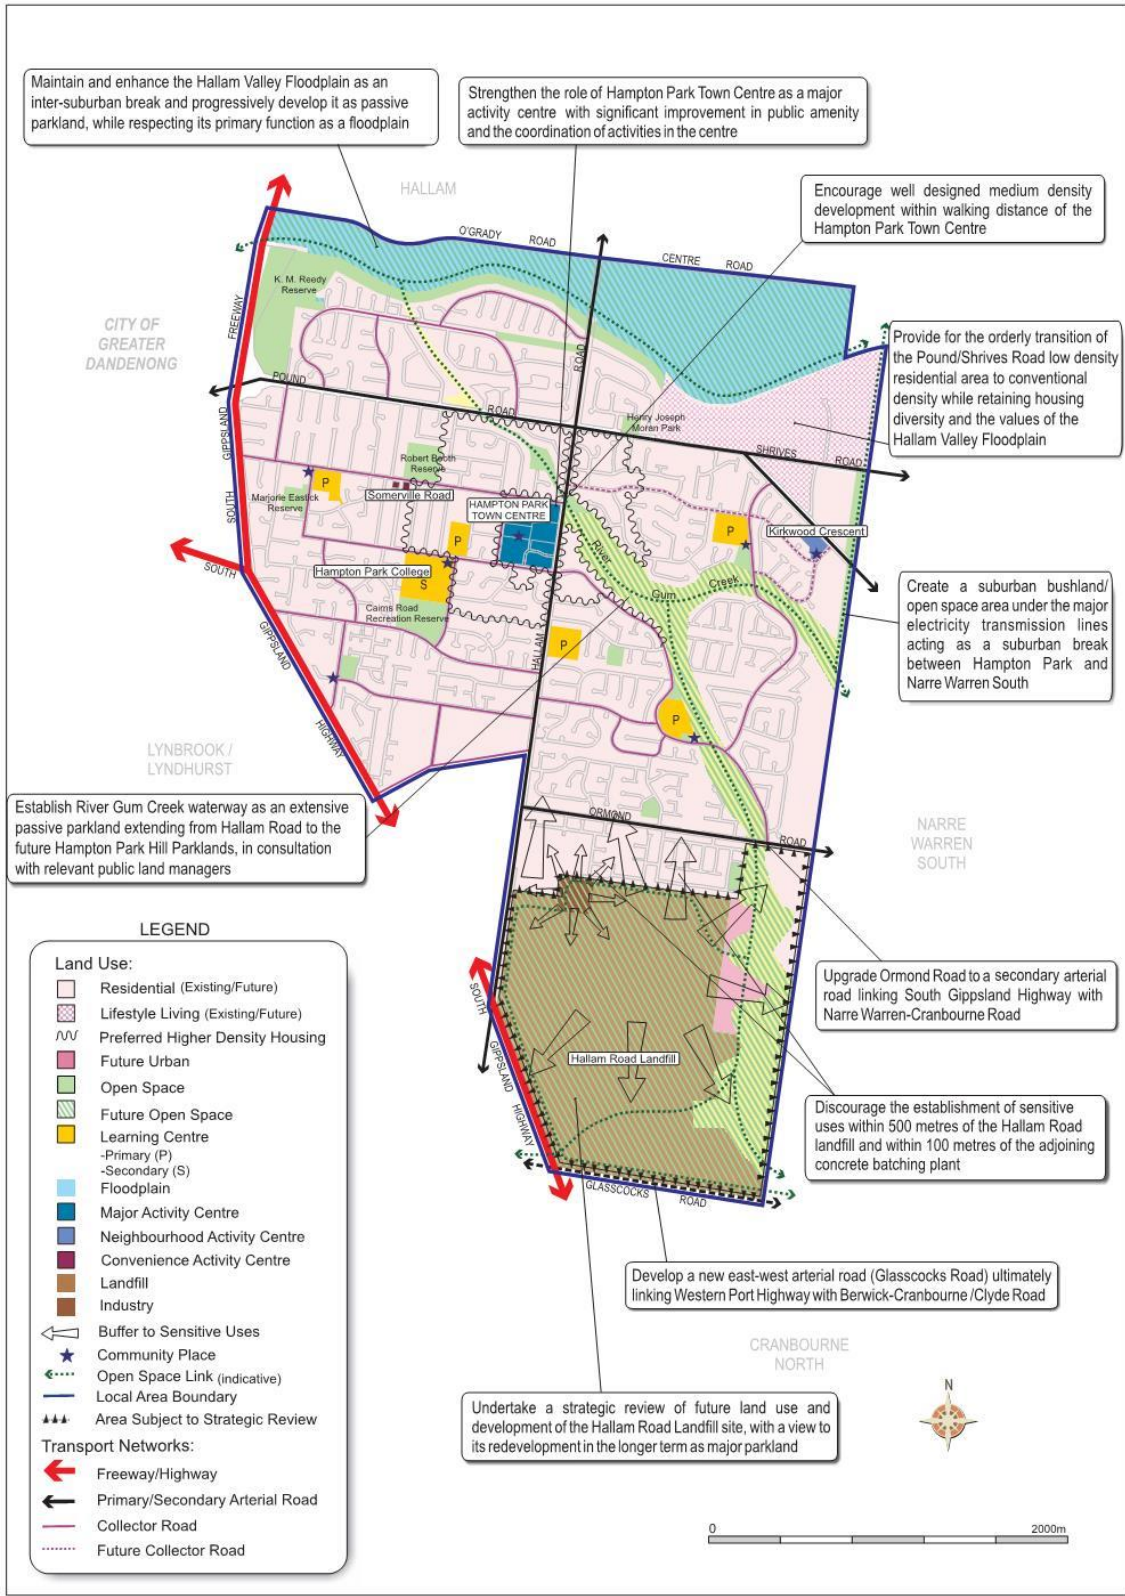 Maintain and enhance the Hallam Valley Floodplain as an
inter-suburban break and progressively develop it as passive
parkland, while respecting its primary function as a floodplain
Strengthen the role of Hampton Park Town Centre as a major
activity centre with significant improvement in public amenity
and the coordination of activities in the centre
HALLAM
Encourage well designed medium density
development within walking distance of the
Hampton Park Town Centre
O'GRADY ROAD
CENTRE ROAD
K. M. Reedy
Reserve
CITY OF
GREATER
DANDENONG
FREEWAY
ROAD
Provide for the orderly transition of
the Pound/Shrives Road low density
residential area to conventional
density while retaining housing
diversity and the values of the
Hallam Valley Floodplain
POUND
ROAD
Henry Joseph
Moran Park
GIPPSLAND
SHRIVES
ROAD
Robert Booth
Reserve
P
Somerville Road
Marjorie Eastick
Reserve
HAMPTON PARK
TOWN CENTRE
SOUTH
P
Kirkwood Crescent
P
River
Gum
Creek
SOUTH
Hampton Park College
S
Cairns Road
Recreation Reserve
Create a suburban bushland/
open space area under the major
electricity transmission lines
acting as a suburban break
between Hampton Park and
Narre Warren South
GIPPSLAND
HALLAM
P
P
HIGHWAY
LYNBROOK /
LYNDHURST
Establish River Gum Creek waterway as an extensive
passive parkland extending from Hallam Road to the
future Hampton Park Hill Parklands, in consultation
with relevant public land managers
ORMOND
ROAD
NARRE
WARREN
SOUTH
Upgrade Ormond Road to a secondary arterial
road linking South Gippsland Highway with
Narre Warren-Cranbourne Road
SOUTH
GIPPSLAND
HIGHWAY
Hallam Road Landfill
Discourage the establishment of sensitive
uses within 500 metres of the Hallam Road
landfill and within 100 metres of the adjoining
concrete batching plant
GLASSCOCKS ROAD
Develop a new east-west arterial road (Glasscocks Road) ultimately
linking Western Port Highway with Berwick-Cranbourne /Clyde Road
CRANBOURNE
NORTH
Undertake a strategic review of future land use and
development of the Hallam Road Landfill site, with a view to
its redevelopment in the longer term as major parkland
N
0 2000m
LEGEND
Land Use:
Residential (Existing/Future)
Lifestyle Living (Existing/Future)
Preferred Higher Density Housing
Future Urban
Open Space
Future Open Space
Learning Centre
-Primary (P)
-Secondary (S)
Floodplain
Major Activity Centre
Neighbourhood Activity Centre
Convenience Activity Centre
Landfill
Industry
Buffer to Sensitive Uses
Community Place
Open Space Link (indicative)
Local Area Boundary
Area Subject to Strategic Review
Transport Networks:
Freeway/Highway
Primary/Secondary Arterial Road
Collector Road
Future Collector Road